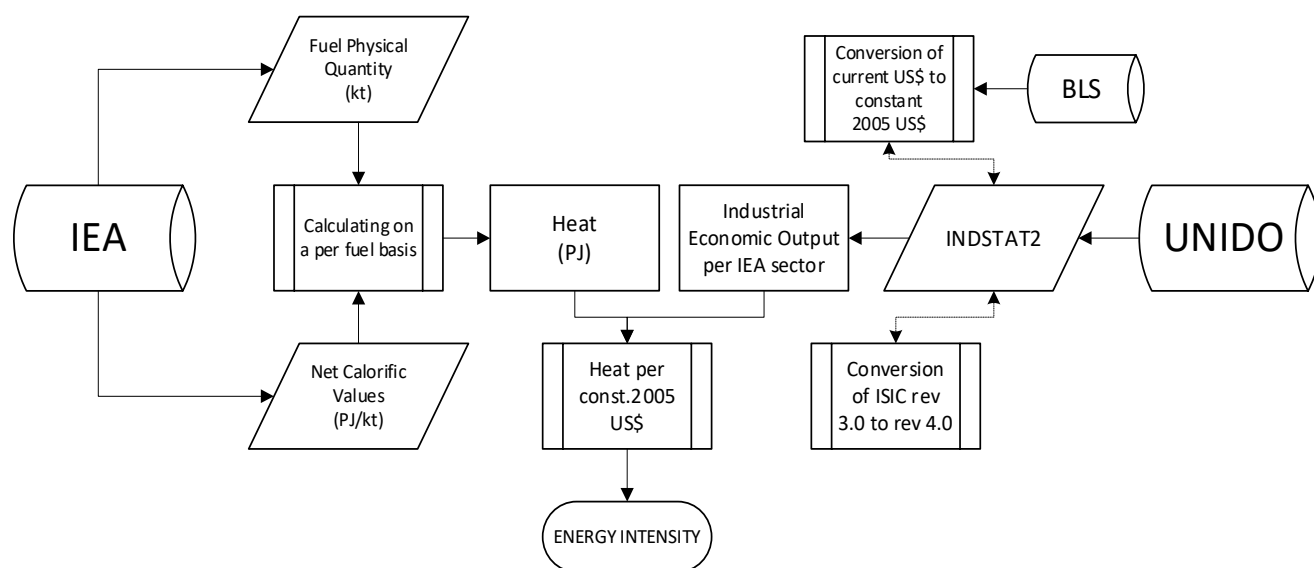 Fuel Physical
Quantity
(kt)
Conversion of
current US$ to
constant
2005 US$
BLS
IEA
Calculating on
a per fuel basis
Heat
(PJ)
Industrial
Economic Output
per IEA sector
INDSTAT2
UNIDO
Net Calorific
Values
(PJ/kt)
Heat per
const.2005
US$
Conversion
of ISIC rev
3.0 to rev 4.0
ENERGY INTENSITY